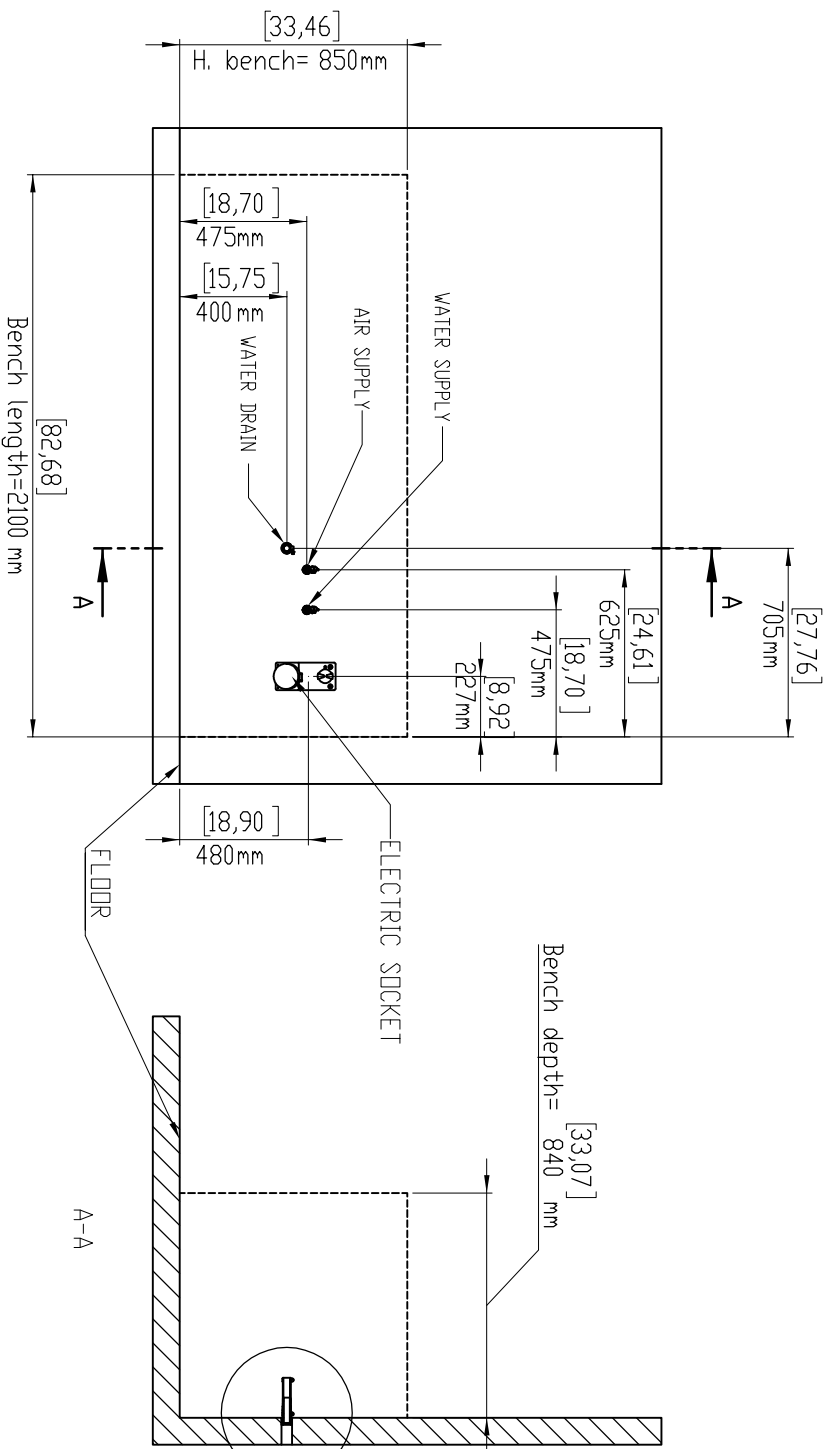 [33,46]
H. bench= 850mm
[18,70 ]
475mm
[15,75 ]
400 mm
WATER DRAIN
AIR SUPPLY
WATER SUPPLY
[82,68]
Bench length=2100 mm
A
A
[27,76]
705mm
[24,61]
625mm
[18,70 ]
475mm
[8,92]
227mm
[18,90 ]
480mm
FLOOR
ELECTRIC SOCKET
[33,07]
Bench depth= 840 mm
A-A